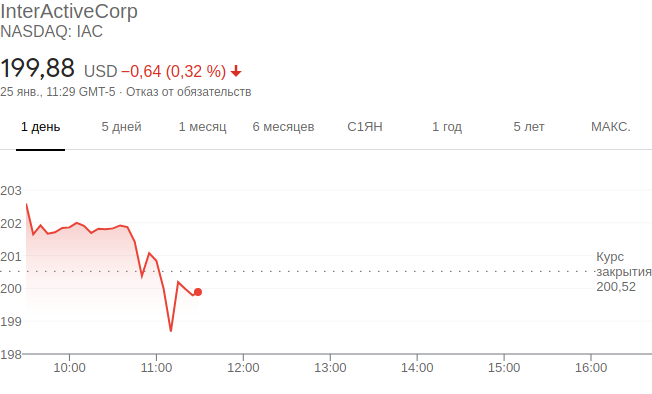 InterActiveCorp
NASDAQ: IAC
199,88 USD −0,64 (0,32 %)
25 янв., 11:29 GMT-5 · Отказ от обязательств
1 день 5 дней 1 месяц 6 месяцев С1ЯН 1 год 5 лет МАКС.
203
202
201
200
199
198
Курс
закрытия
200,52
10:00 11:00 12:00 13:00 14:00 15:00 16:00